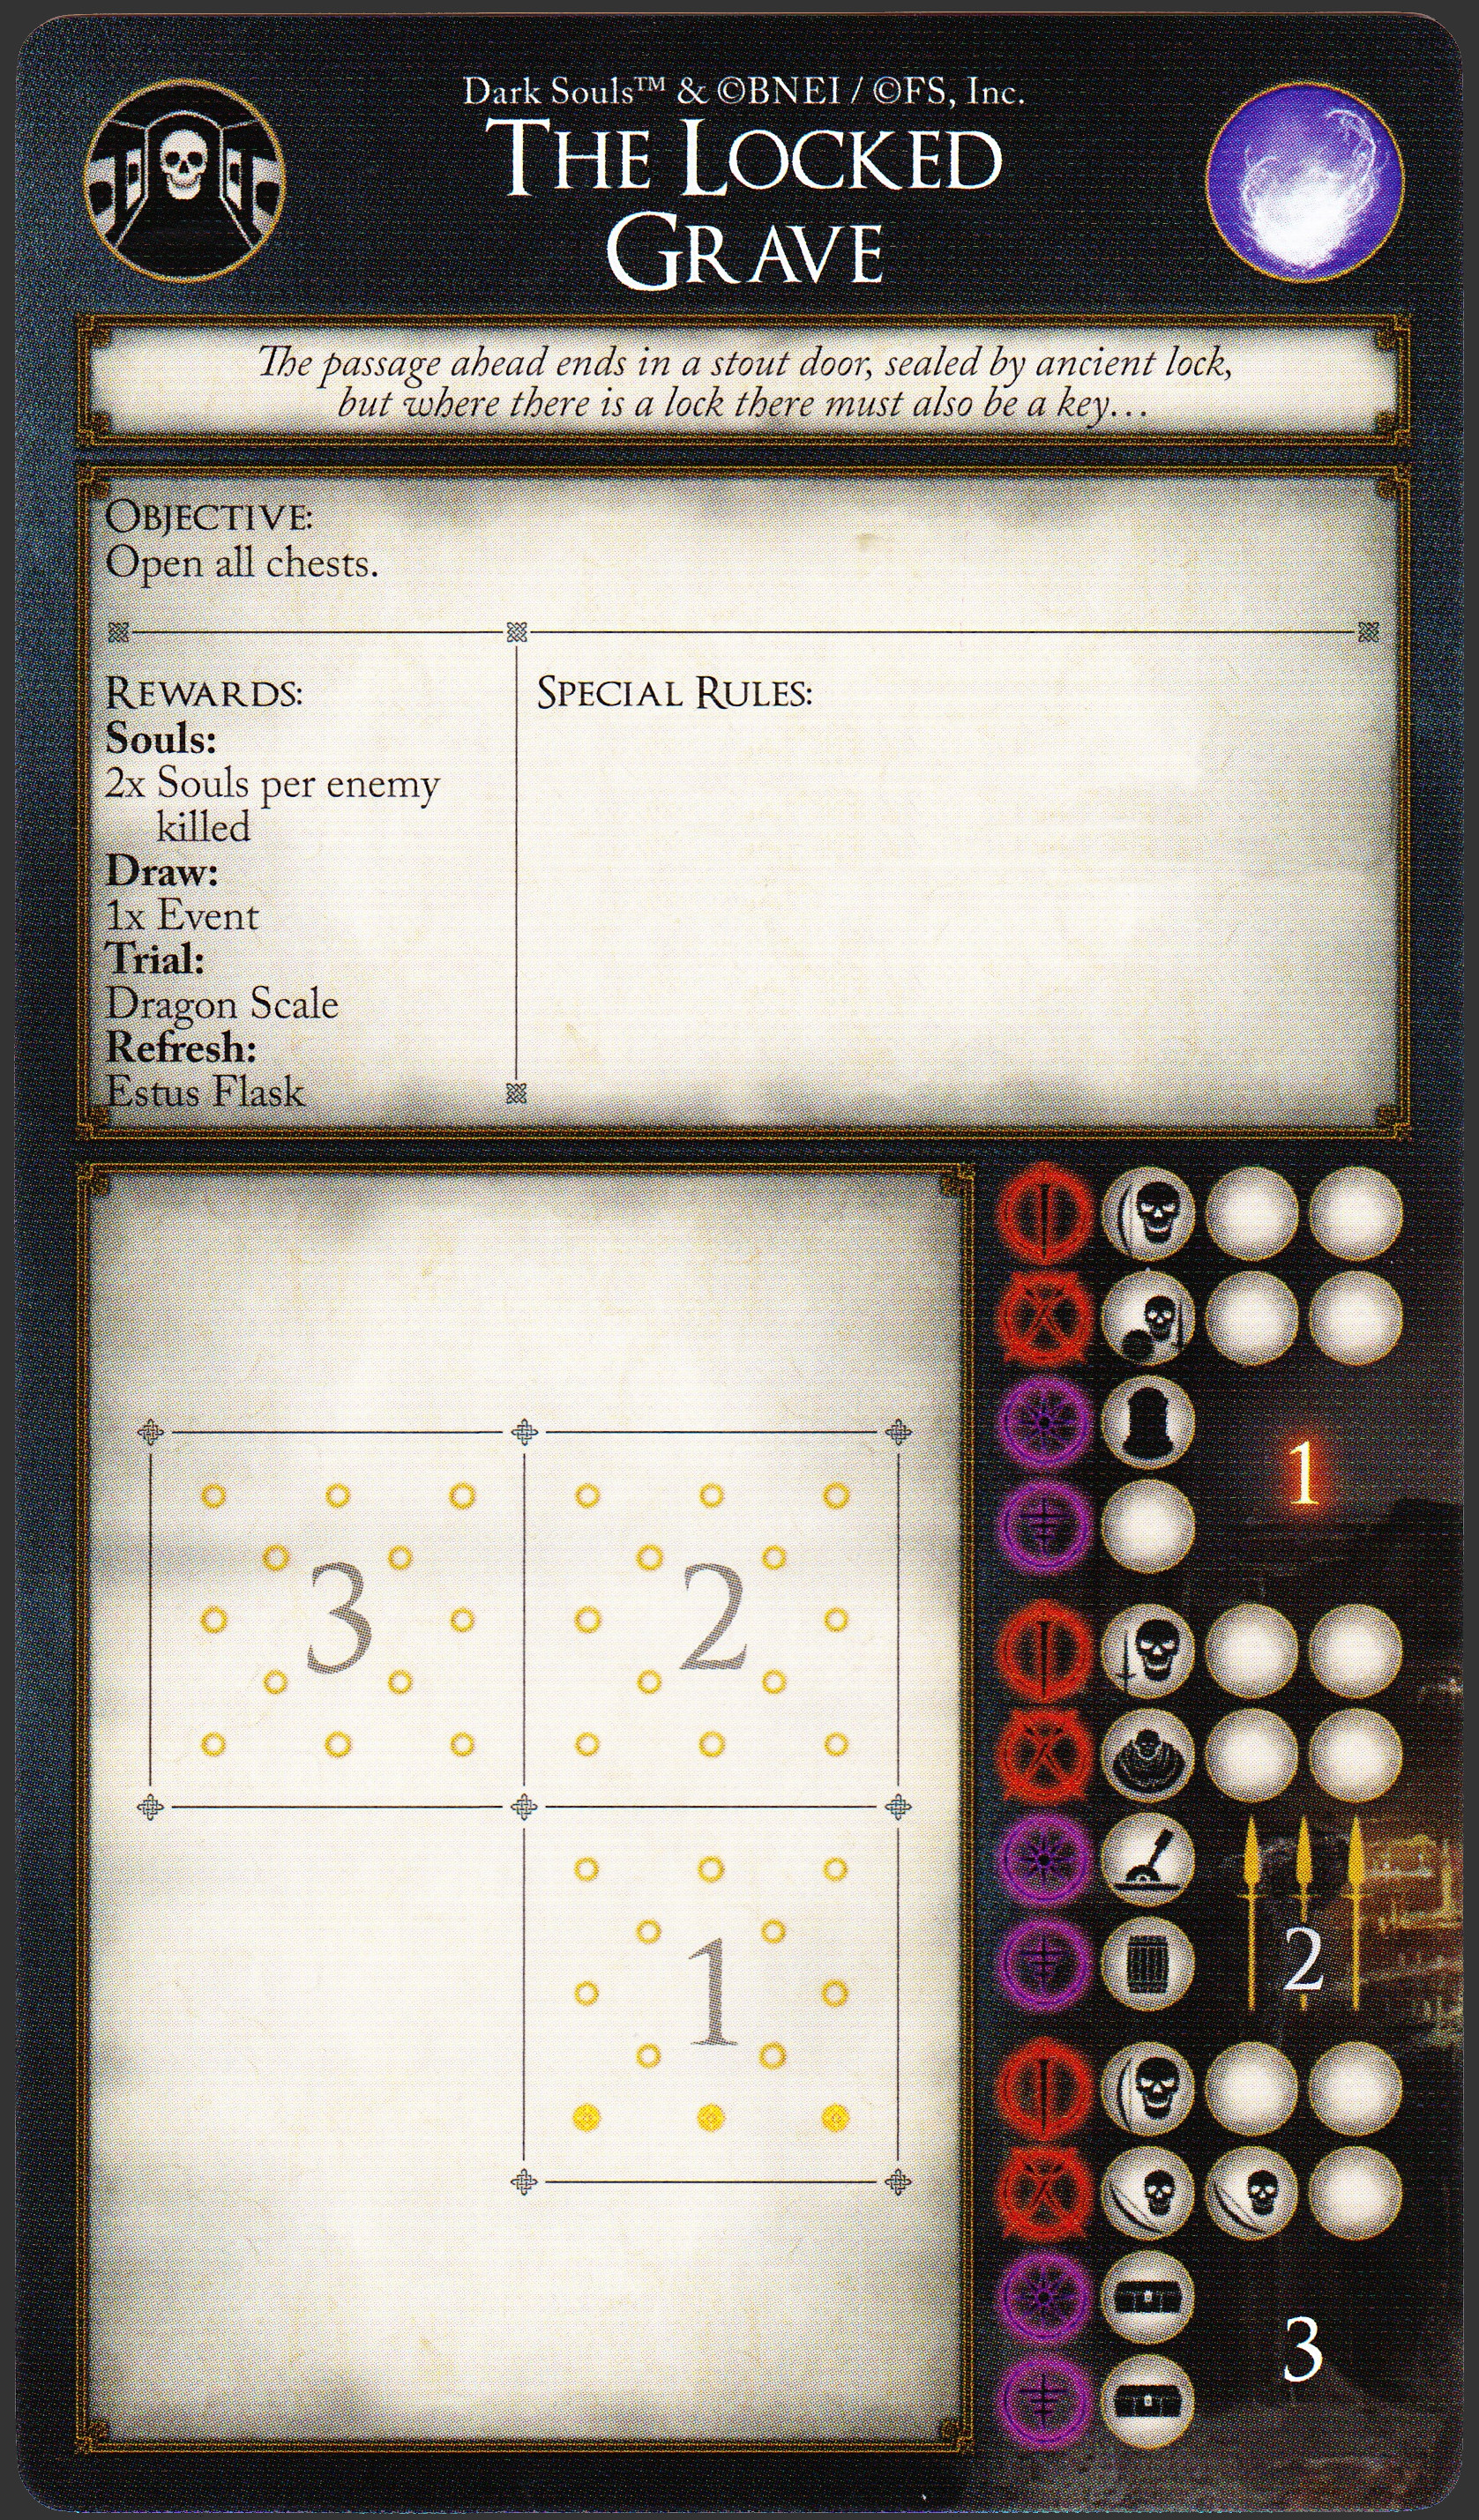 Dark Souls™ & ©BNEI / ©FS, Inc.
The Locked
Grave
The passage ahead ends in a stout door, sealed by ancient lock,
but where there is a lock there must also be a key…
Objective:
Open all chests.
Rewards:
Souls:
2x Souls per enemy
killed
Draw:
1x Event
Trial:
Dragon Scale
Refresh:
Estus Flask
Special Rules:
3
2
1
1
2
3